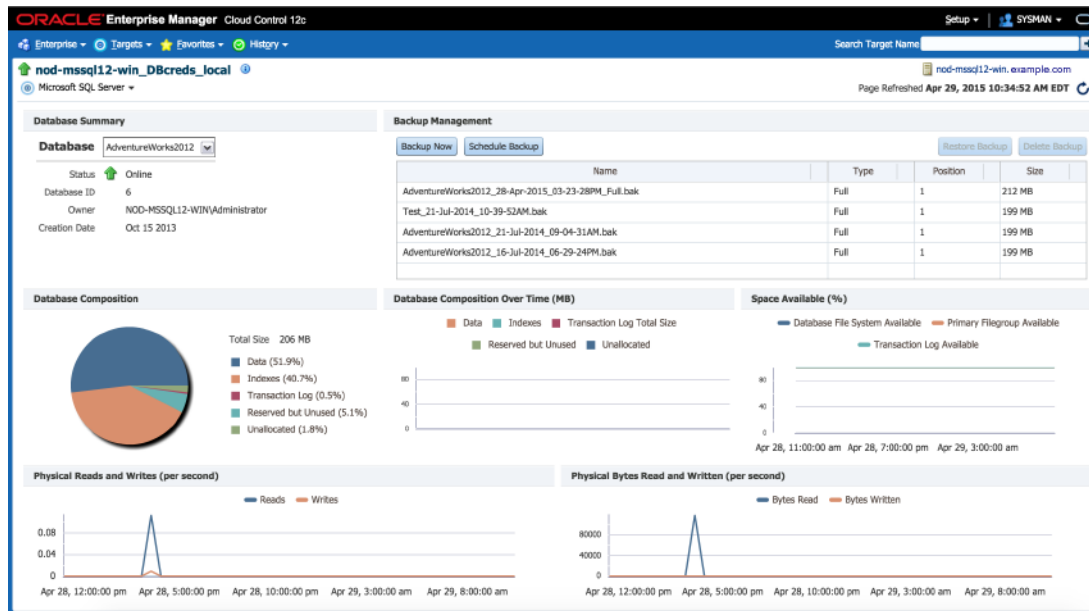 ORACLE Enterprise Manager Cloud Control 12c
Setup SYSMAN
Enterprise Targets Favorites History
Search Target Name
nod-mssql12-win_DBcreds_local
nod-mssql12-win.example.com
Microsoft SQL Server
Page Refreshed Apr 29, 2015 10:34:52 AM EDT
Database Summary
Database AdventureWorks2012
Status Online
Database ID 6
Owner NOD-MSSQL12-WIN\Administrator
Creation Date Oct 15 2013
Backup Management
Backup Now Schedule Backup Restore Backup Delete Backup
Name Type Position Size
AdventureWorks2012_28-Apr-2015_03-23-28PM_Full.bak Full 1 212 MB
Test_21-Jul-2014_10-39-52AM.bak Full 1 199 MB
AdventureWorks2012_21-Jul-2014_09-04-31AM.bak Full 1 199 MB
AdventureWorks2012_16-Jul-2014_06-29-24PM.bak Full 1 199 MB
Database Composition
Total Size 206 MB
Data (51.9%)
Indexes (40.7%)
Transaction Log (0.5%)
Reserved but Unused (5.1%)
Unallocated (1.8%)
Database Composition Over Time (MB)
Data Indexes Transaction Log Total Size
Reserved but Unused Unallocated
80
40
0
Space Available (%)
Database File System Available Primary Filegroup Available
Transaction Log Available
80
40
0
Apr 28, 11:00:00 am Apr 28, 7:00:00 pm Apr 29, 3:00:00 am
Physical Reads and Writes (per second)
Reads Writes
0.08
0.04
0
Apr 28, 12:00:00 pm Apr 28, 5:00:00 pm Apr 28, 10:00:00 pm Apr 29, 3:00:00 am Apr 29, 8:00:00 am
Physical Bytes Read and Written (per second)
Bytes Read Bytes Written
80000
40000
0
Apr 28, 12:00:00 pm Apr 28, 5:00:00 pm Apr 28, 10:00:00 pm Apr 29, 3:00:00 am Apr 29, 8:00:00 am